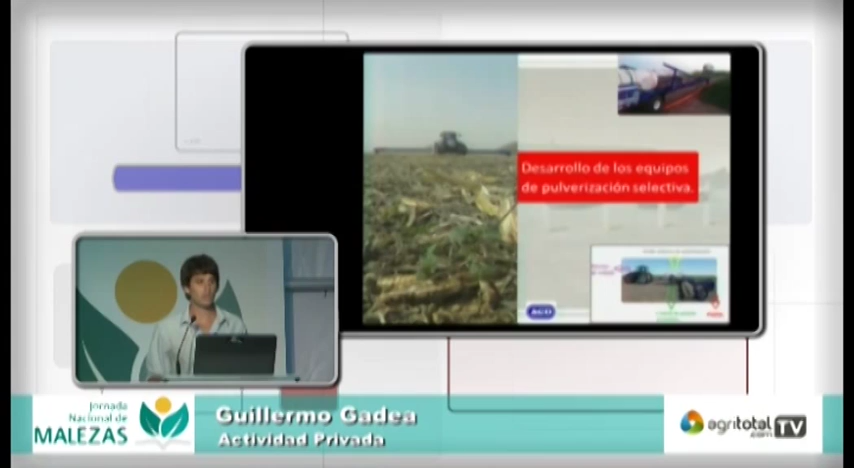 Desarrollo de los equipos
de pulverización selectiva.
Jornada
Nacional de
MALEZAS
Guillermo Gadea
Actividad Privada
agritotal
.com
TV